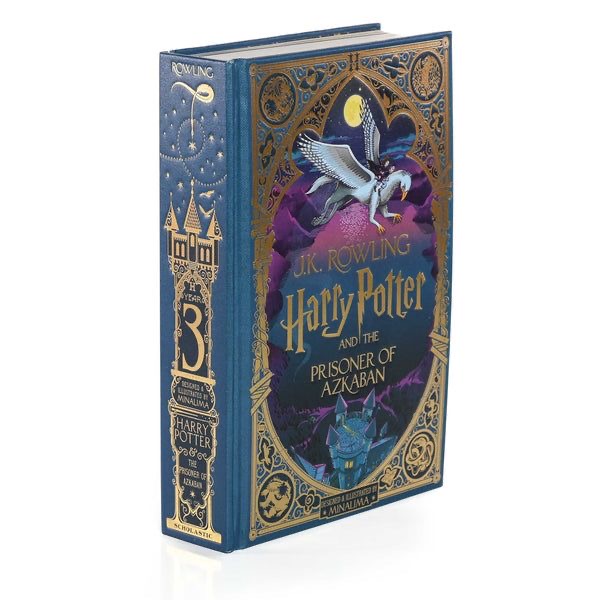 ROWLING
YEAR
3
DESIGNED &
ILLUSTRATED BY
MINALIMA
HARRY
POTTER
&
THE
PRISONER OF
AZKABAN
SCHOLASTIC
J.K. ROWLING
Harry Potter
AND THE
PRISONER OF
AZKABAN
DESIGNED & ILLUSTRATED BY
MINALIMA